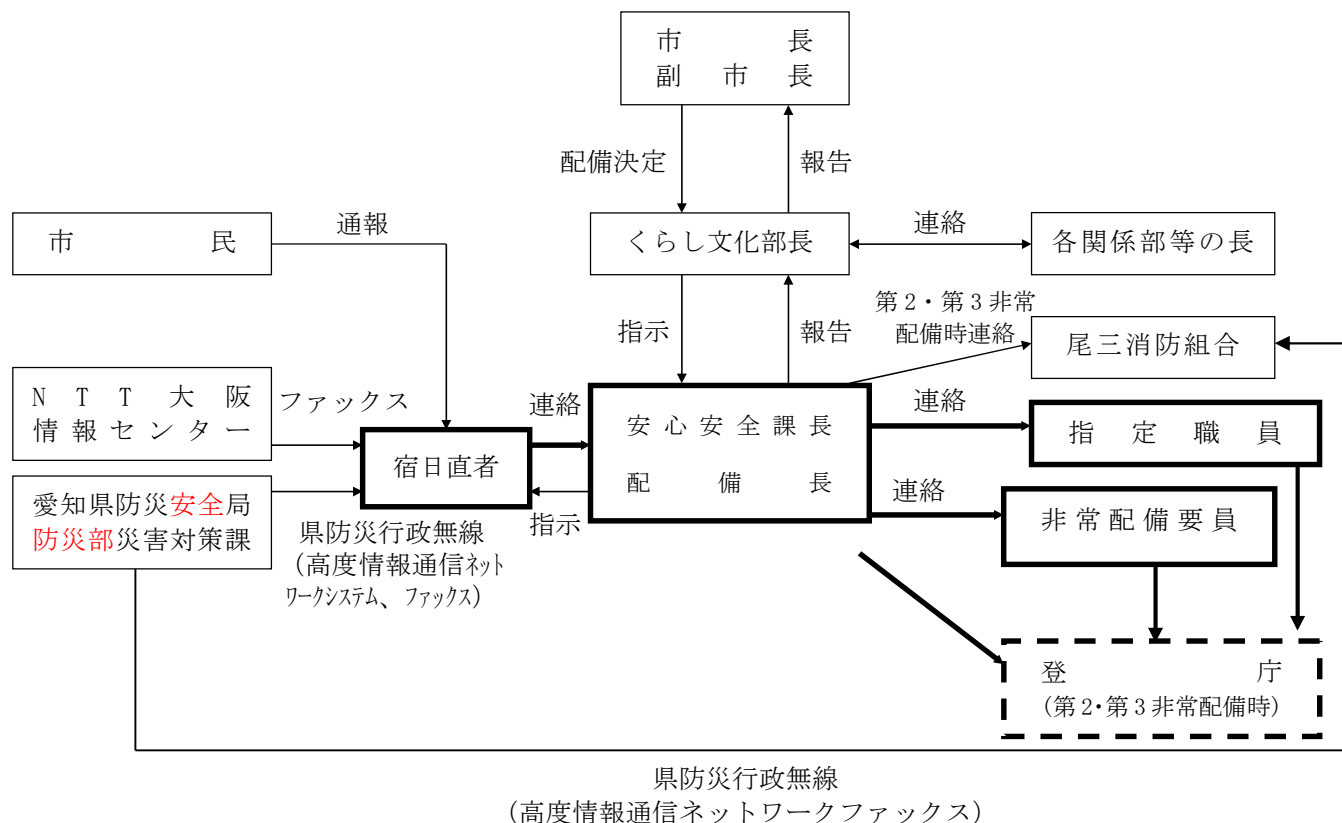 市長
副市長
配備決定
報告
市民
通報
くらし文化部長
連絡
各関係部等の長
指示
報告
第2・第3非常
配備時連絡
尾三消防組合
NTT大阪
情報センター
ファックス
連絡
安心安全課長
配備長
連絡
指定職員
宿日直者
愛知県防災安全局
防災部災害対策課
指示
連絡
非常配備要員
県防災行政無線
(高度情報通信ネット
ワークシステム、ファックス)
登庁
(第2・第3非常配備時)
県防災行政無線
(高度情報通信ネットワークファックス)